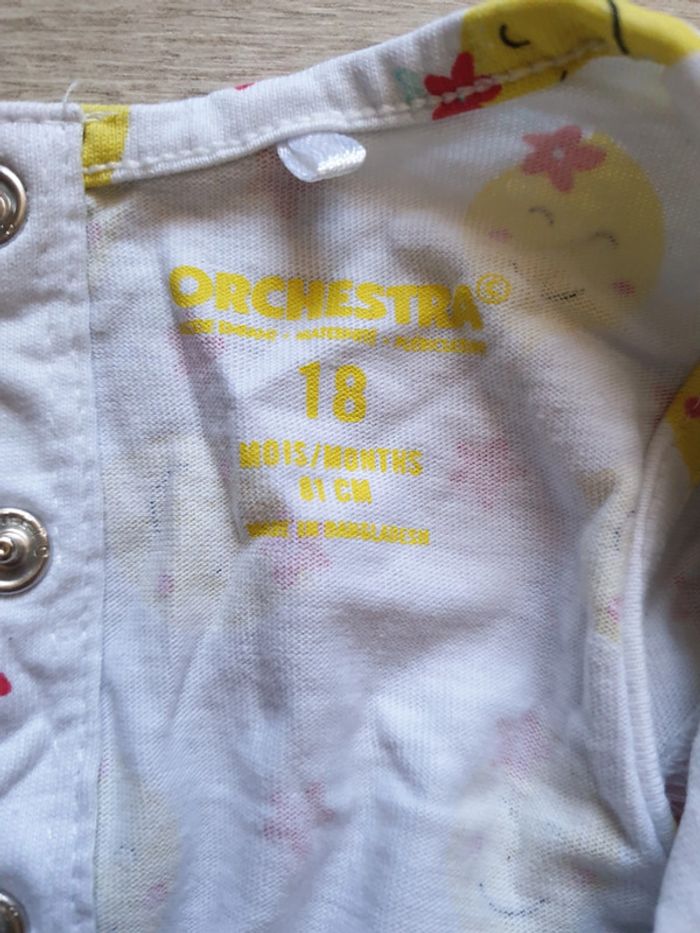 ORCHESTRA
18
MOIS/MONTHS
81 CM
MADE IN BANGLADESH